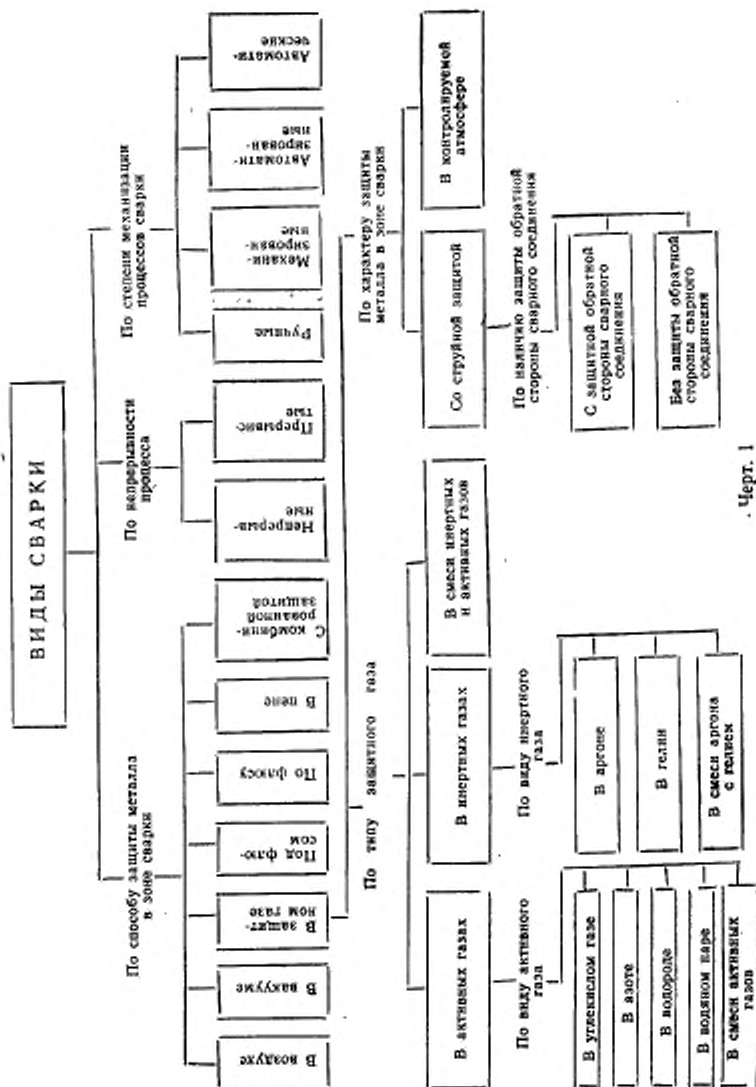 ВИДЫ СВАРКИ
По способу защиты металла
в зоне сварки
По непрерывности
процесса
По степени механизации
процессов сварки
В воздухе
В вакууме
В защит-
ном газе
Под флю-
сом
По флюсу
В пене
С комбини-
рованной
защитой
Непрерыв-
ные
Прерывис-
тые
Ручные
Механи-
зирован-
ные
Автомати-
зирован-
ные
Автомати-
ческие
По типу защитного газа
По характеру защиты
металла в зоне сварки
В активных газах
В инертных газах
В смеси инертных
и активных газов
Со струйной защитой
В контролируемой
атмосфере
По виду активного
газа
По виду инертного
газа
По наличию защиты обратной
стороны сварного соединения
В углекислом газе
В азоте
В водороде
В водяном паре
В смеси активных
газов
В аргоне
В гелии
В смеси аргона
с гелием
С защитной обратной
стороны сварного
соединения
Без защиты обратной
стороны сварного
соединения
Черт. 1